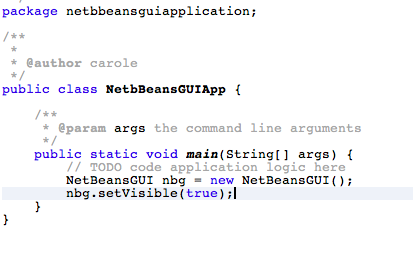 package netbbeansguiapplication;
/**
 *
 * @author carole
 */
public class NetbBeansGUIApp {
    /**
     * @param args the command line arguments
     */
    public static void main(String[] args) {
        // TODO code application logic here
        NetBeansGUI nbg = new NetBeansGUI();
        nbg.setVisible(true);
    }
}